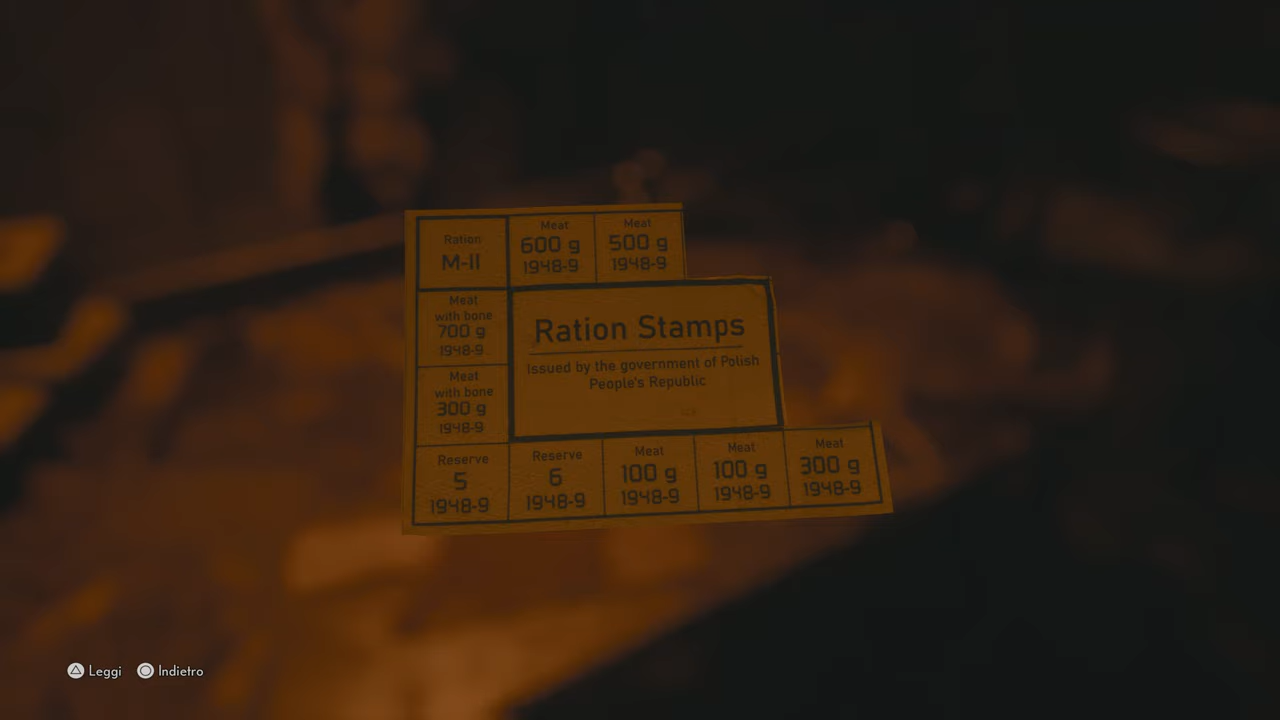 Ration
M-II
Meat
600 g
1948-9
Meat
500 g
1948-9
Meat
with bone
700 g
1948-9
Meat
with bone
300 g
1948-9
Ration Stamps
Issued by the government of Polish
People's Republic
Reserve
5
1948-9
Reserve
6
1948-9
Meat
100 g
1948-9
Meat
100 g
1948-9
Meat
300 g
1948-9
Leggi
Indietro